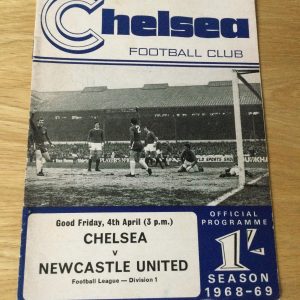 Chelsea
FOOTBALL CLUB
Good Friday, 4th April (3 p.m.)
CHELSEA
v
NEWCASTLE UNITED
Football League — Division 1
OFFICIAL
PROGRAMME
1/-
SEASON
1968-69